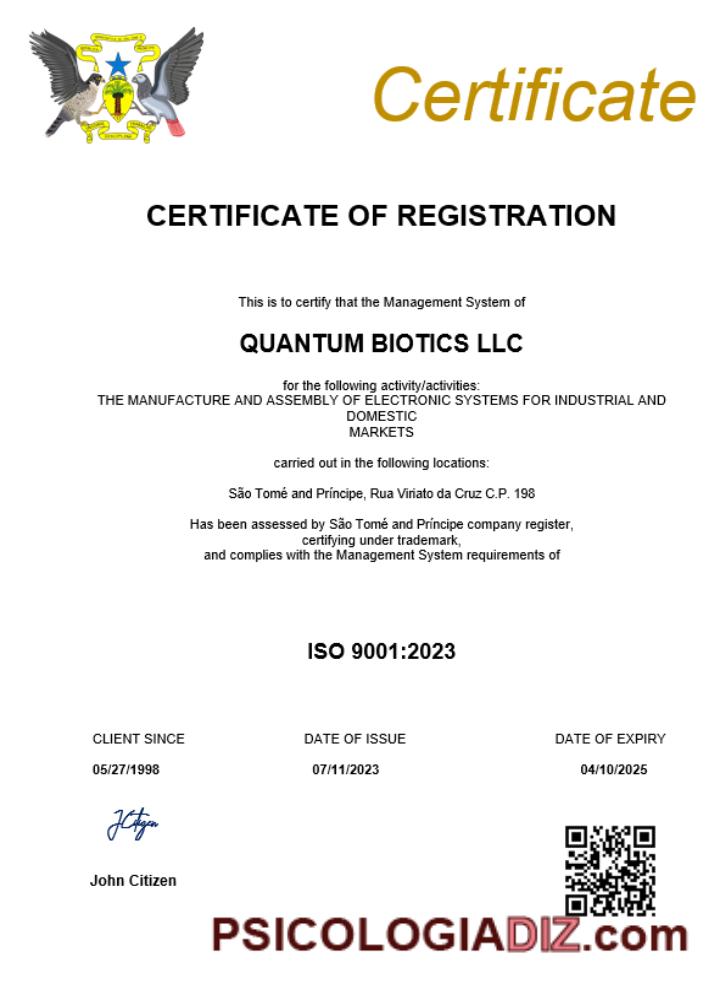 Certificate
CERTIFICATE OF REGISTRATION
This is to certify that the Management System of
QUANTUM BIOTICS LLC
for the following activity/activities:
THE MANUFACTURE AND ASSEMBLY OF ELECTRONIC SYSTEMS FOR INDUSTRIAL AND
DOMESTIC
MARKETS
carried out in the following locations:
São Tomé and Príncipe, Rua Viriato da Cruz C.P. 198
Has been assessed by São Tomé and Príncipe company register,
certifying under trademark,
and complies with the Management System requirements of
ISO 9001:2023
CLIENT SINCE DATE OF ISSUE DATE OF EXPIRY
05/27/1998 07/11/2023 04/10/2025
JCitizen
John Citizen
PSICOLOGIADIZ.com